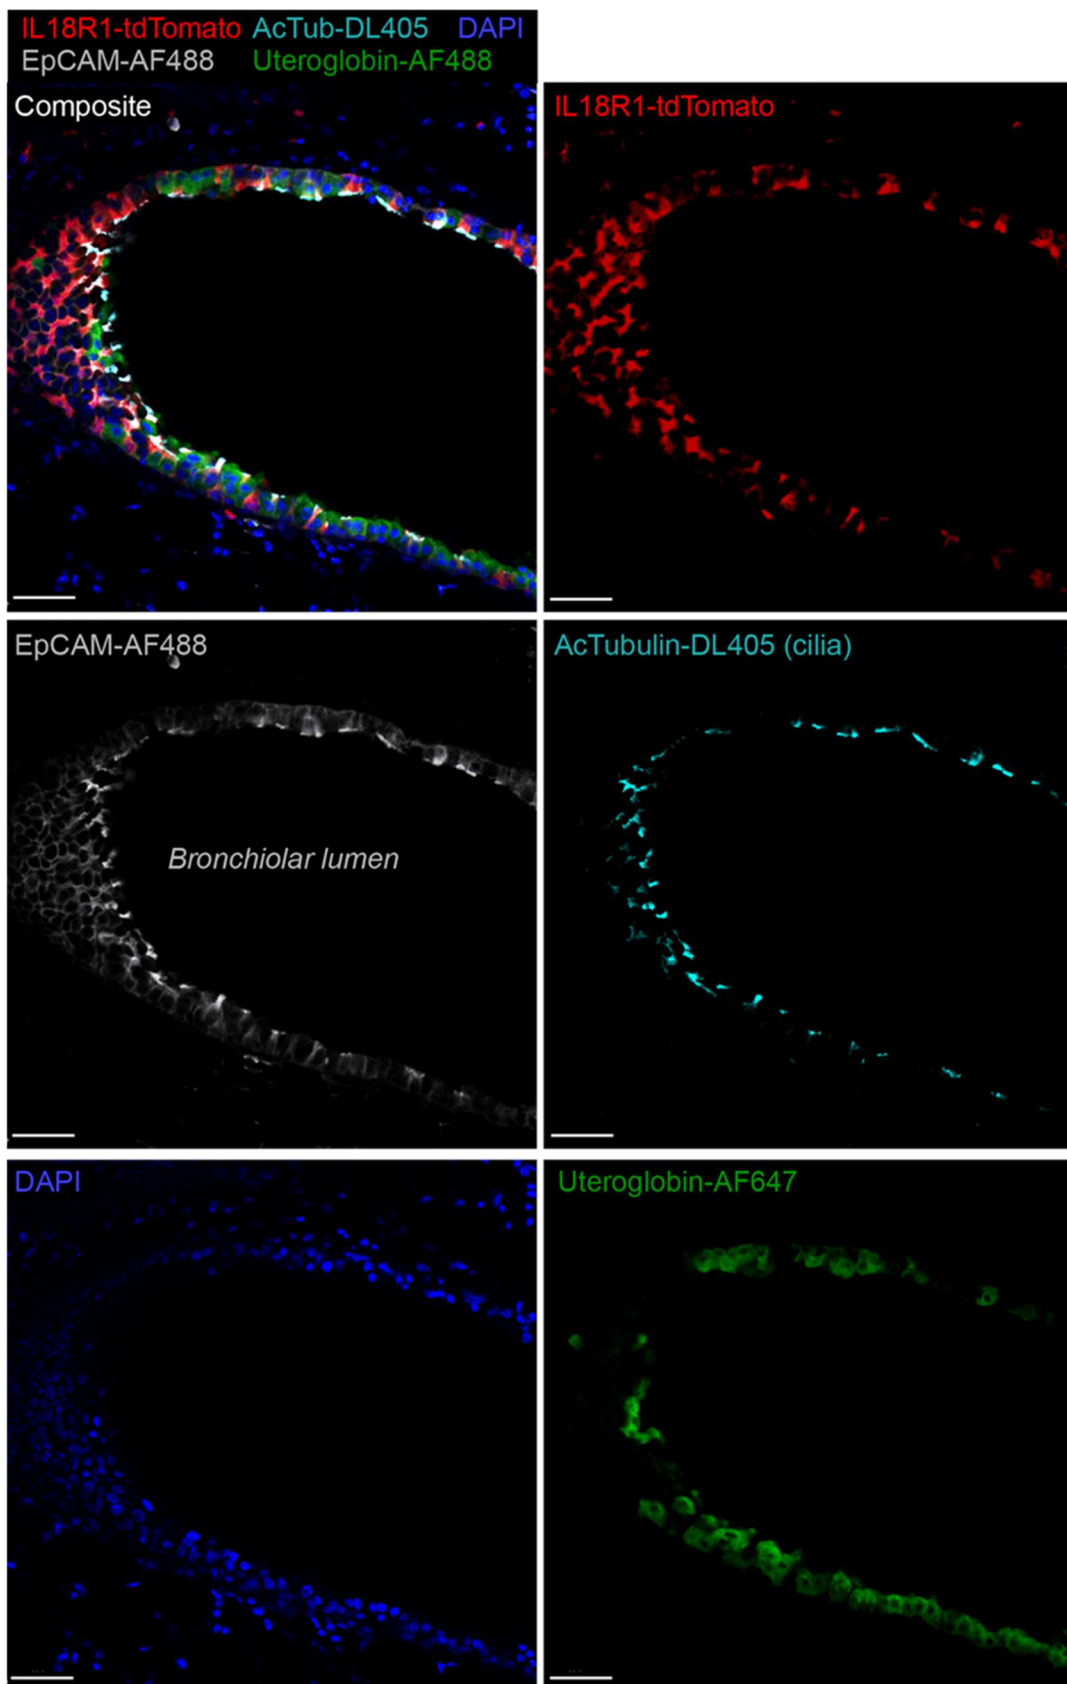 IL18R1-tdTomato AcTub-DL405 DAPI
EpCAM-AF488 Uteroglobin-AF488
Composite
IL18R1-tdTomato
EpCAM-AF488
AcTubulin-DL405 (cilia)
Bronchiolar lumen
DAPI
Uteroglobin-AF647